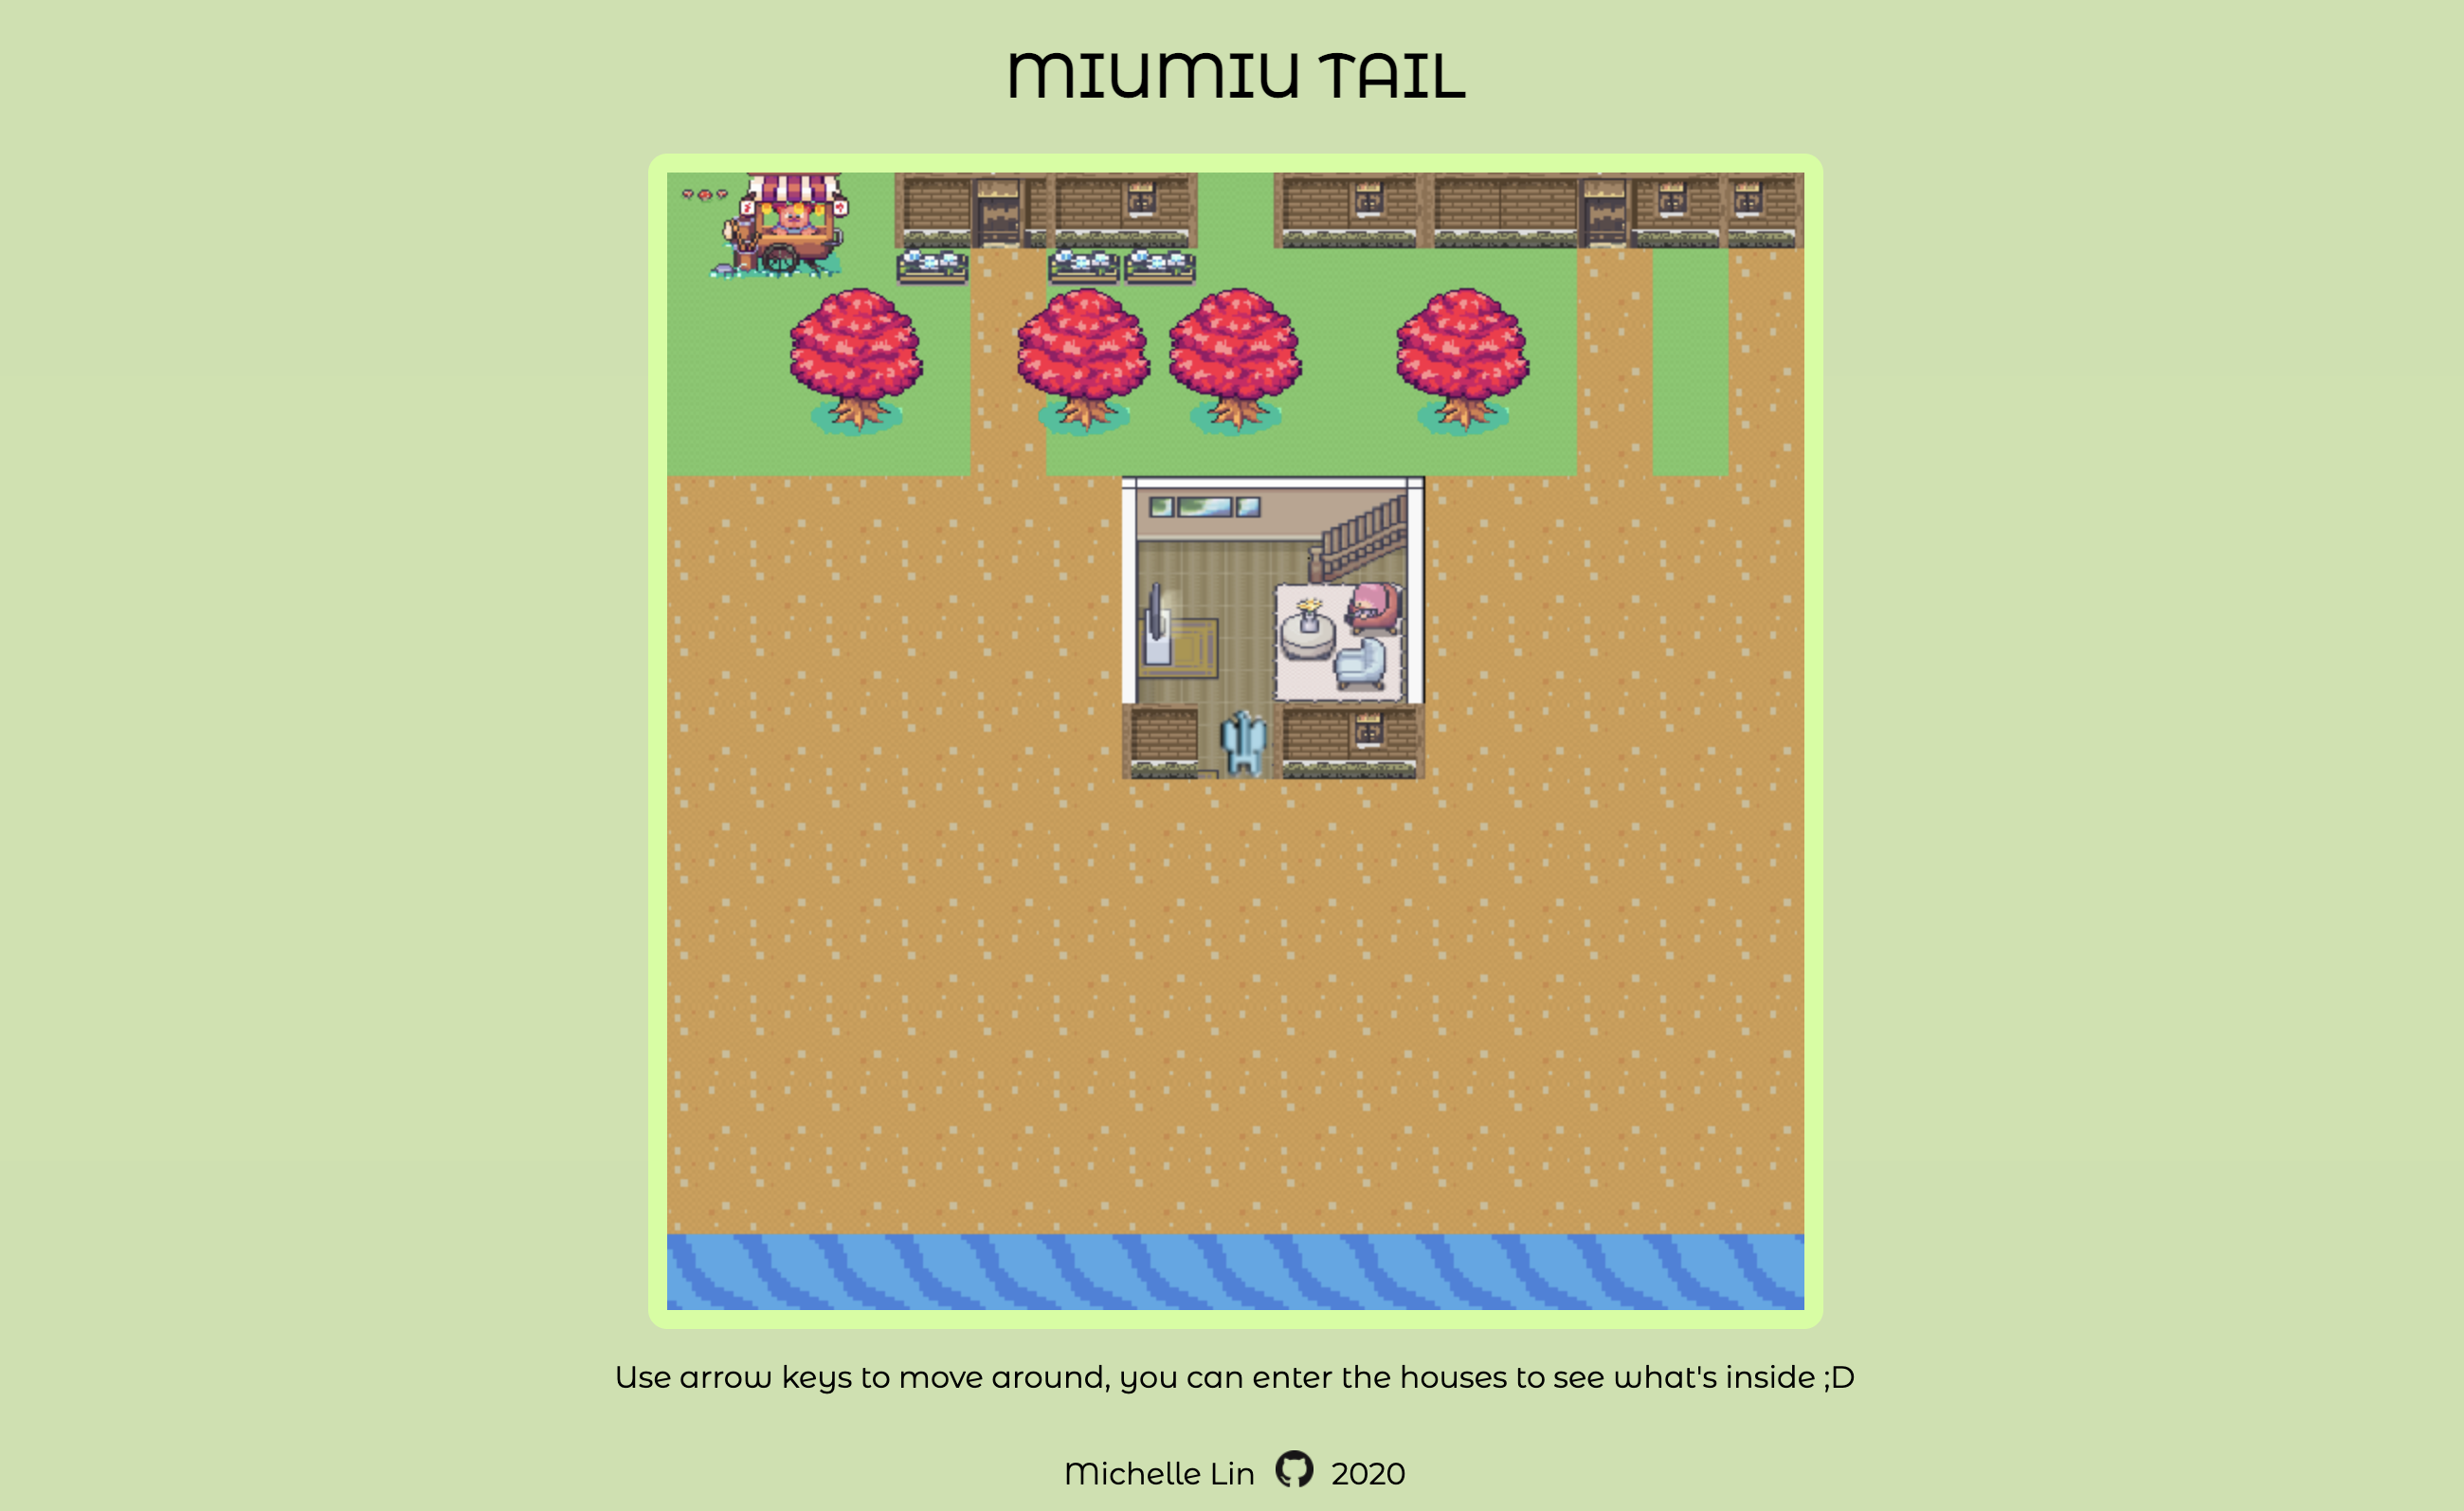 MIUMIU TAIL
Use arrow keys to move around, you can enter the houses to see what's inside ;D
Michelle Lin 2020